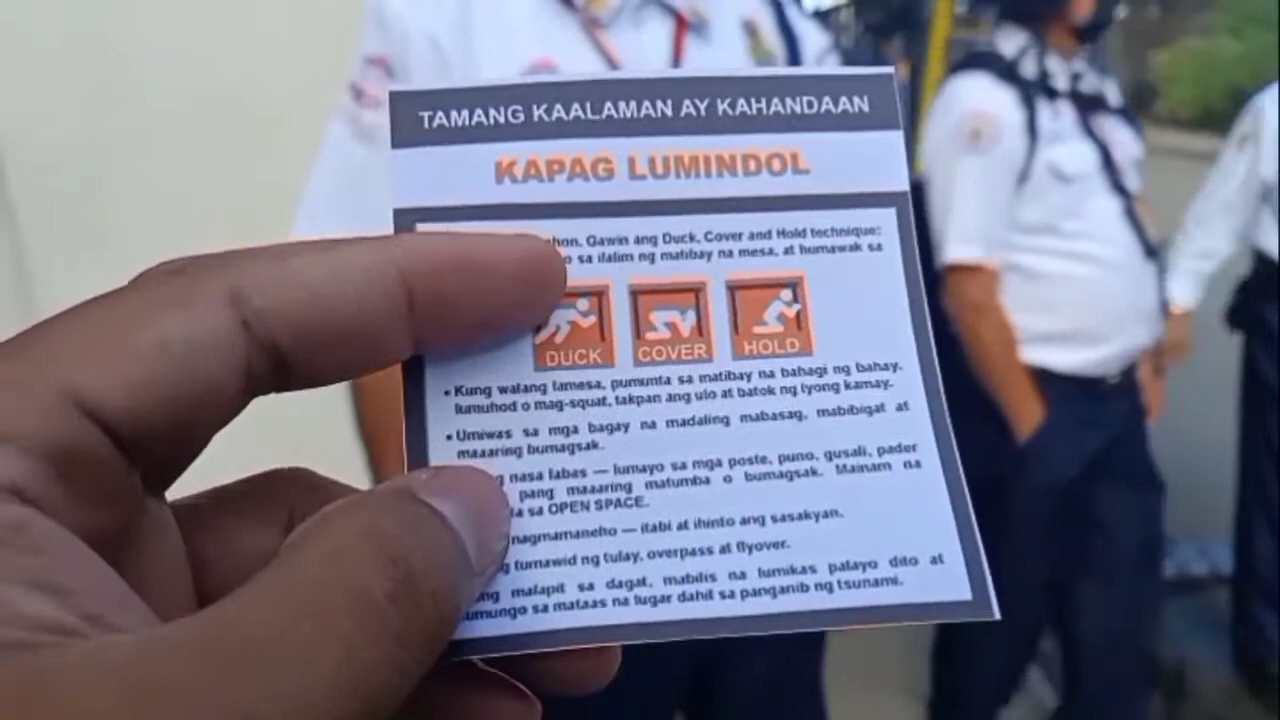 TAMANG KAALAMAN AY KAHANDAAN
KAPAG LUMINDOL
Gawin ang Duck, Cover and Hold technique:
sa ilalim ng matibay na mesa, at humawak sa
DUCK COVER HOLD
• Kung walang lamesa, pumunta sa matibay na bahagi ng bahay.
lumuhod o mag-squat, takpan ang ulo at batok ng iyong kamay.
• Umiwas sa mga bagay na madaling mabasag, mabibigat at
maaaring bumagsak.
nasa labas — lumayo sa mga poste, puno, gusali, pader
pang maaaring matumba o bumagsak. Mainam na
sa OPEN SPACE.
nagmamaneho — itabi at ihinto ang sasakyan.
tumawid ng tulay, overpass at flyover.
malapit sa dagat, mabilis na lumikas palayo dito at
sa mataas na lugar dahil sa panganib ng tsunami.